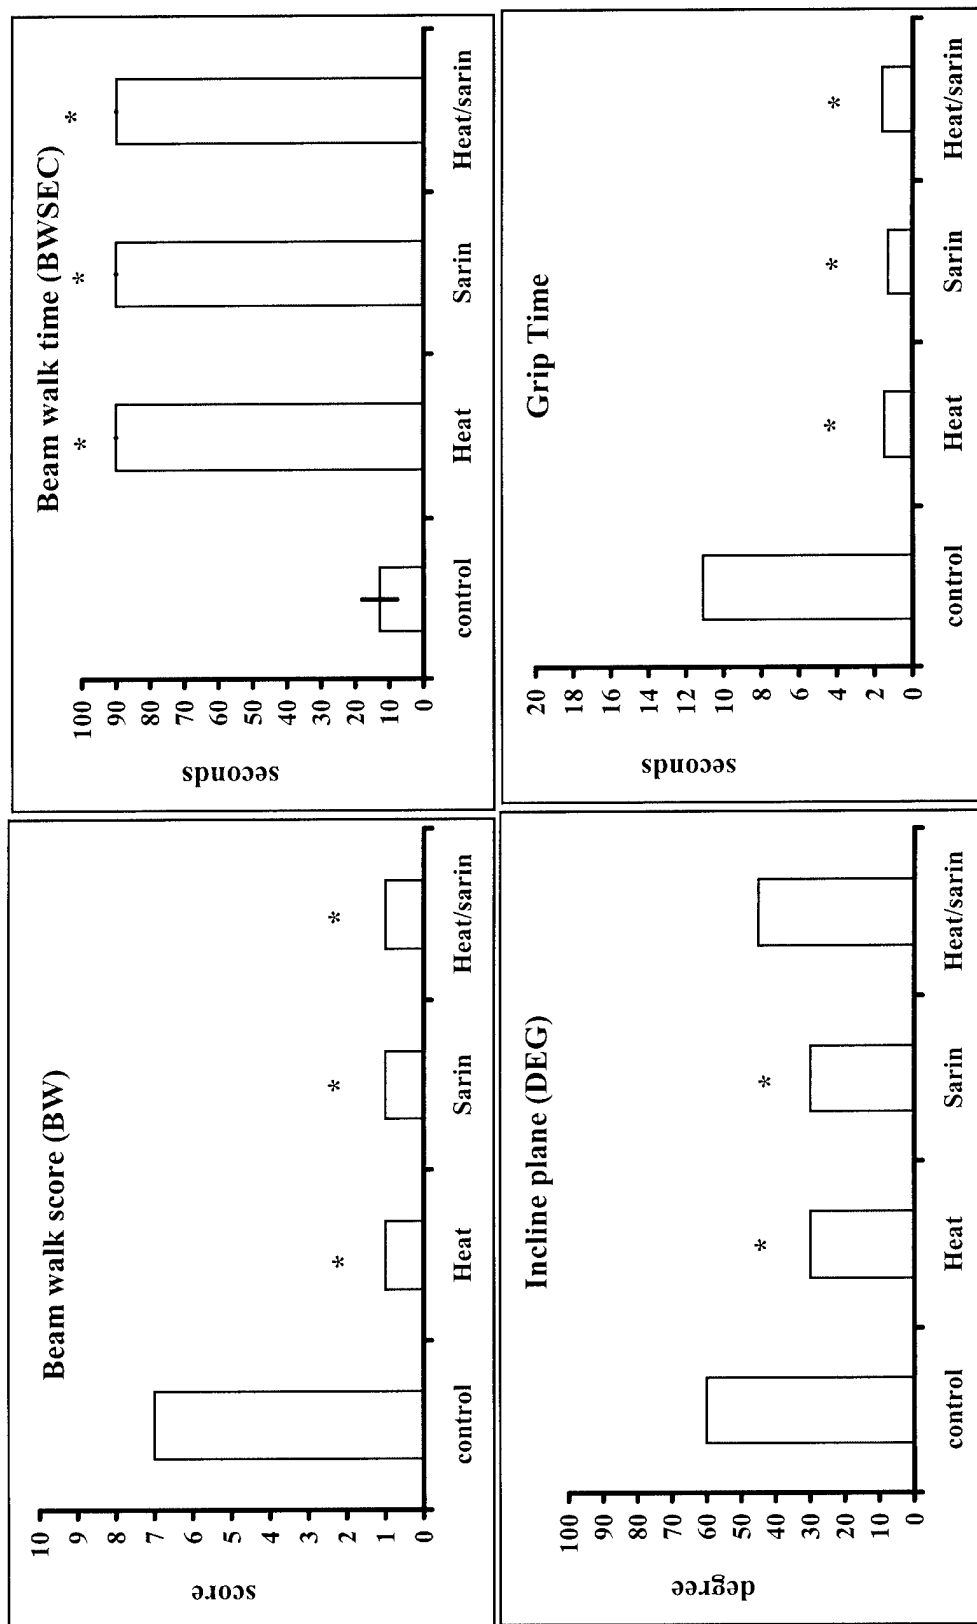 Beam walk score (BW)
score
10
9
8
7
6
5
4
3
2
1
0
control
Heat
Sarin
Heat/sarin
*
*
*
Beam walk time (BWSEC)
seconds
100
90
80
70
60
50
40
30
20
10
0
control
Heat
Sarin
Heat/sarin
*
*
*
Incline plane (DEG)
degree
100
90
80
70
60
50
40
30
20
10
0
control
Heat
Sarin
Heat/sarin
*
*
Grip Time
seconds
20
18
16
14
12
10
8
6
4
2
0
control
Heat
Sarin
Heat/sarin
*
*
*